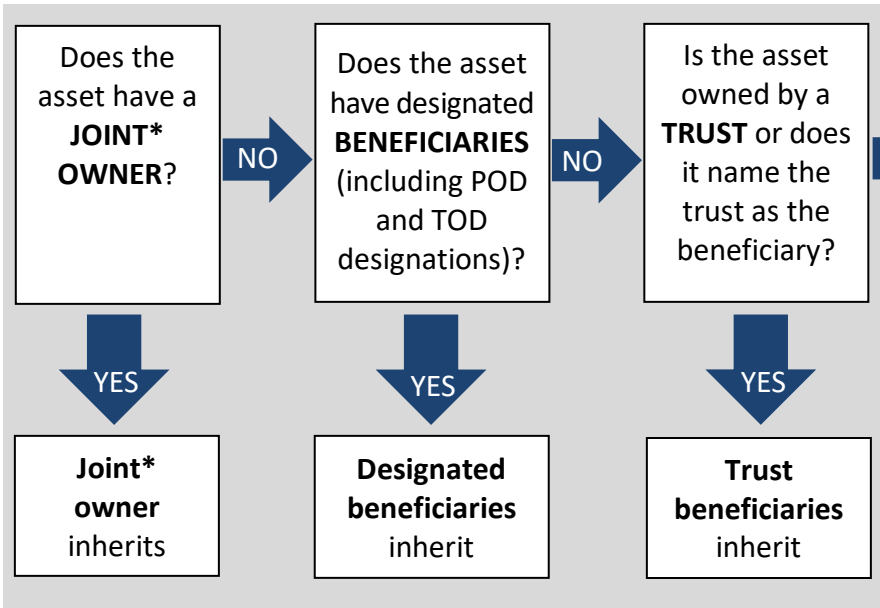 Does the
asset have a
JOINT*
OWNER?
NO
Does the asset
have designated
BENEFICIARIES
(including POD
and TOD
designations)?
NO
Is the asset
owned by a
TRUST or does
it name the
trust as the
beneficiary?
YES
YES
YES
Joint*
owner
inherits
Designated
beneficiaries
inherit
Trust
beneficiaries
inherit